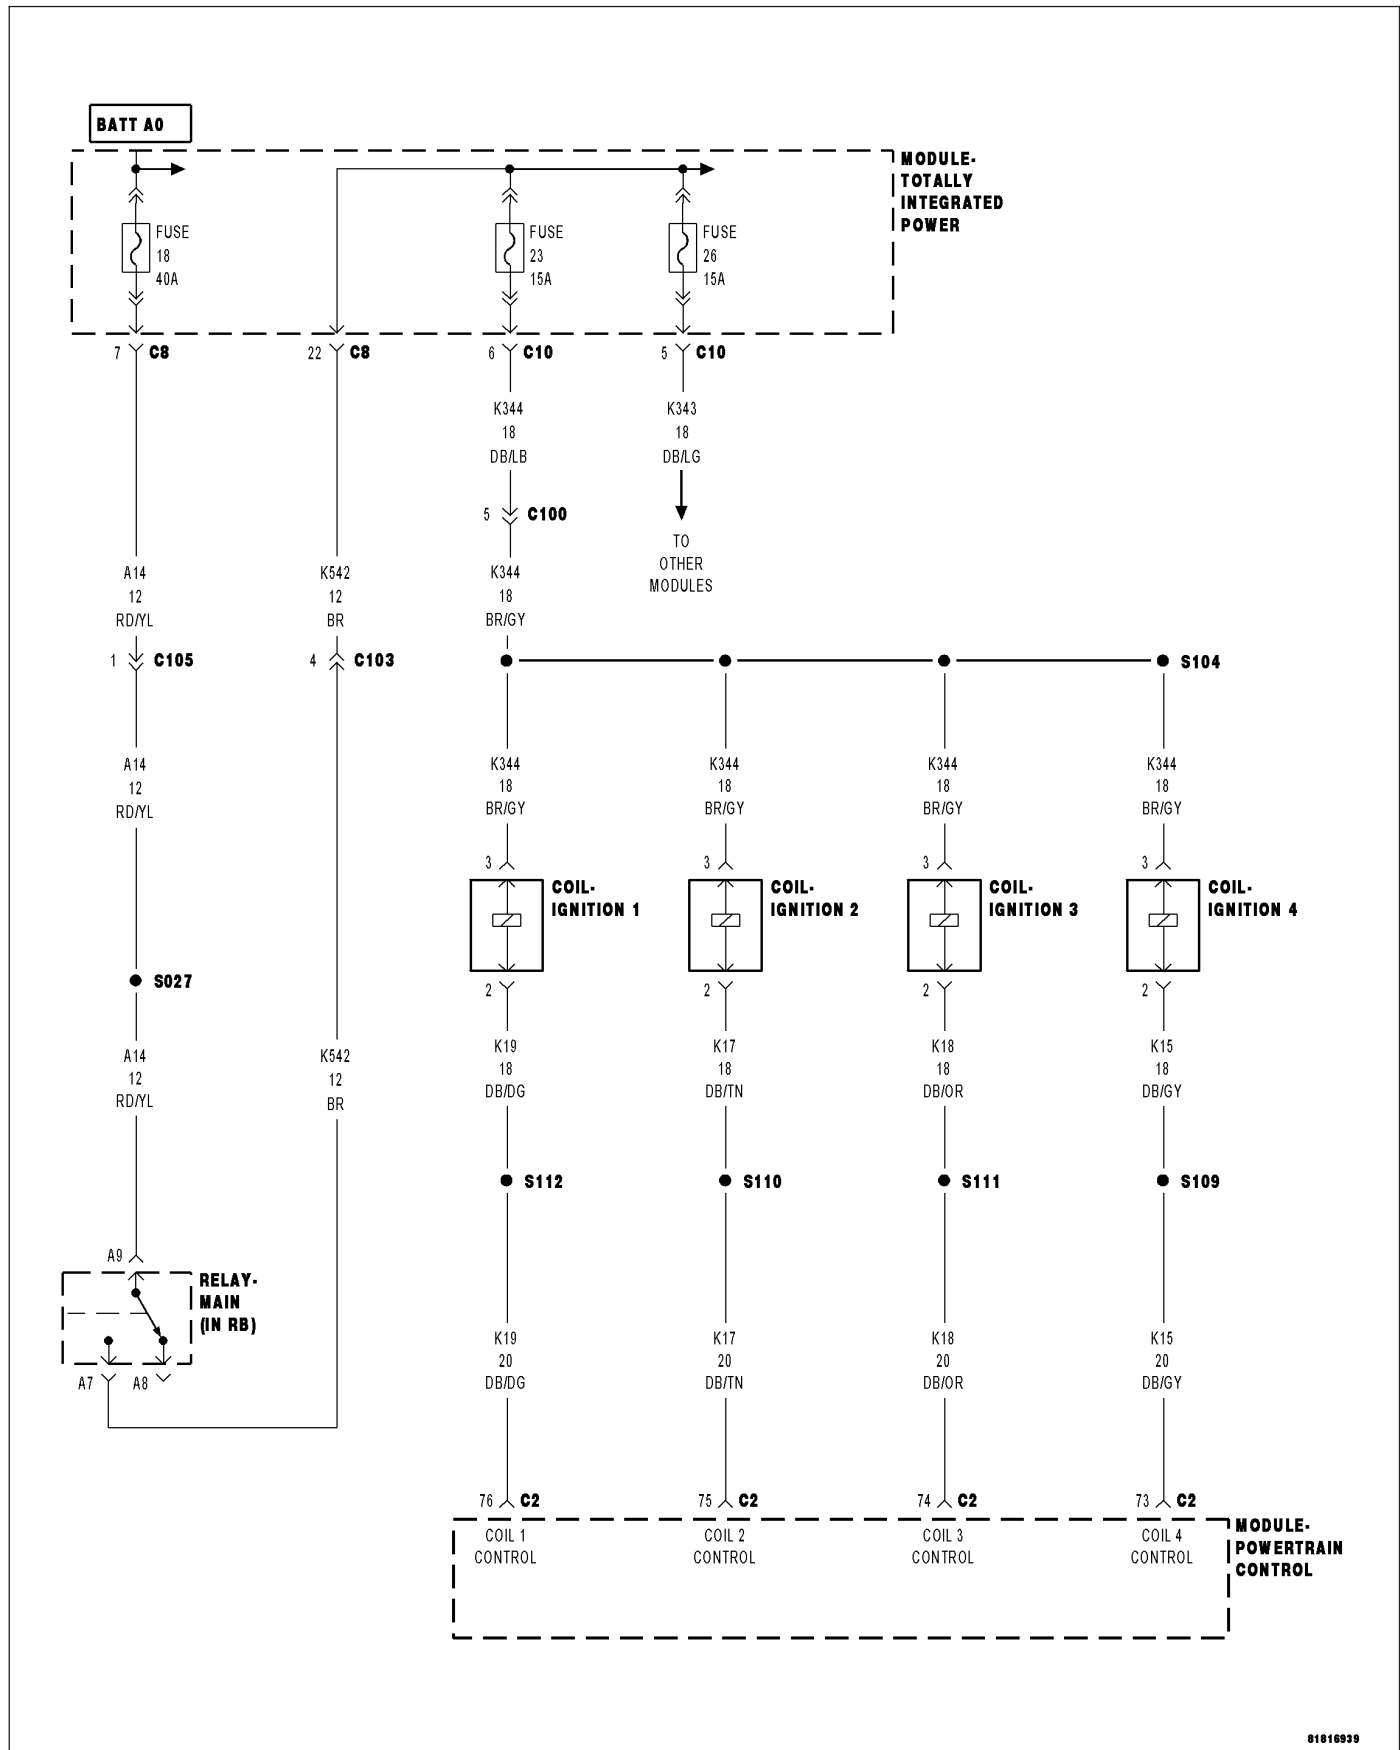 BATT A0
MODULE-
TOTALLY
INTEGRATED
POWER
FUSE
18
40A
FUSE
23
15A
FUSE
26
15A
7 C8
22 C8
6 C10
5 C10
K344
18
DB/LB
K343
18
DB/LG
5 C100
TO
OTHER
MODULES
A14
12
RD/YL
K542
12
BR
K344
18
BR/GY
1 C105
4 C103
S104
A14
12
RD/YL
K344
18
BR/GY
K344
18
BR/GY
K344
18
BR/GY
K344
18
BR/GY
3
3
3
3
COIL-
IGNITION 1
COIL-
IGNITION 2
COIL-
IGNITION 3
COIL-
IGNITION 4
2
2
2
2
S027
A14
12
RD/YL
K542
12
BR
K19
18
DB/DG
K17
18
DB/TN
K18
18
DB/OR
K15
18
DB/GY
S112
S110
S111
S109
A9
RELAY-
MAIN
(IN RB)
A7
A8
K19
20
DB/DG
K17
20
DB/TN
K18
20
DB/OR
K15
20
DB/GY
76 C2
75 C2
74 C2
73 C2
COIL 1
CONTROL
COIL 2
CONTROL
COIL 3
CONTROL
COIL 4
CONTROL
MODULE-
POWERTRAIN
CONTROL
81816939